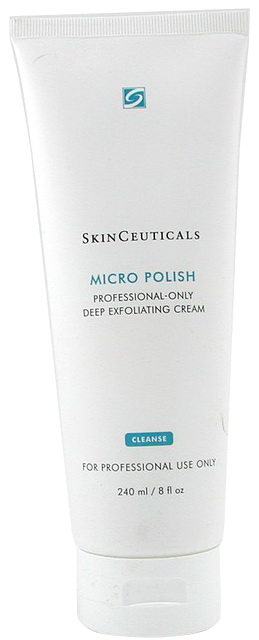 SKINCEUTICALS
MICRO POLISH
PROFESSIONAL-ONLY
DEEP EXFOLIATING CREAM
CLEANSE
FOR PROFESSIONAL USE ONLY
240 ml / 8 fl oz